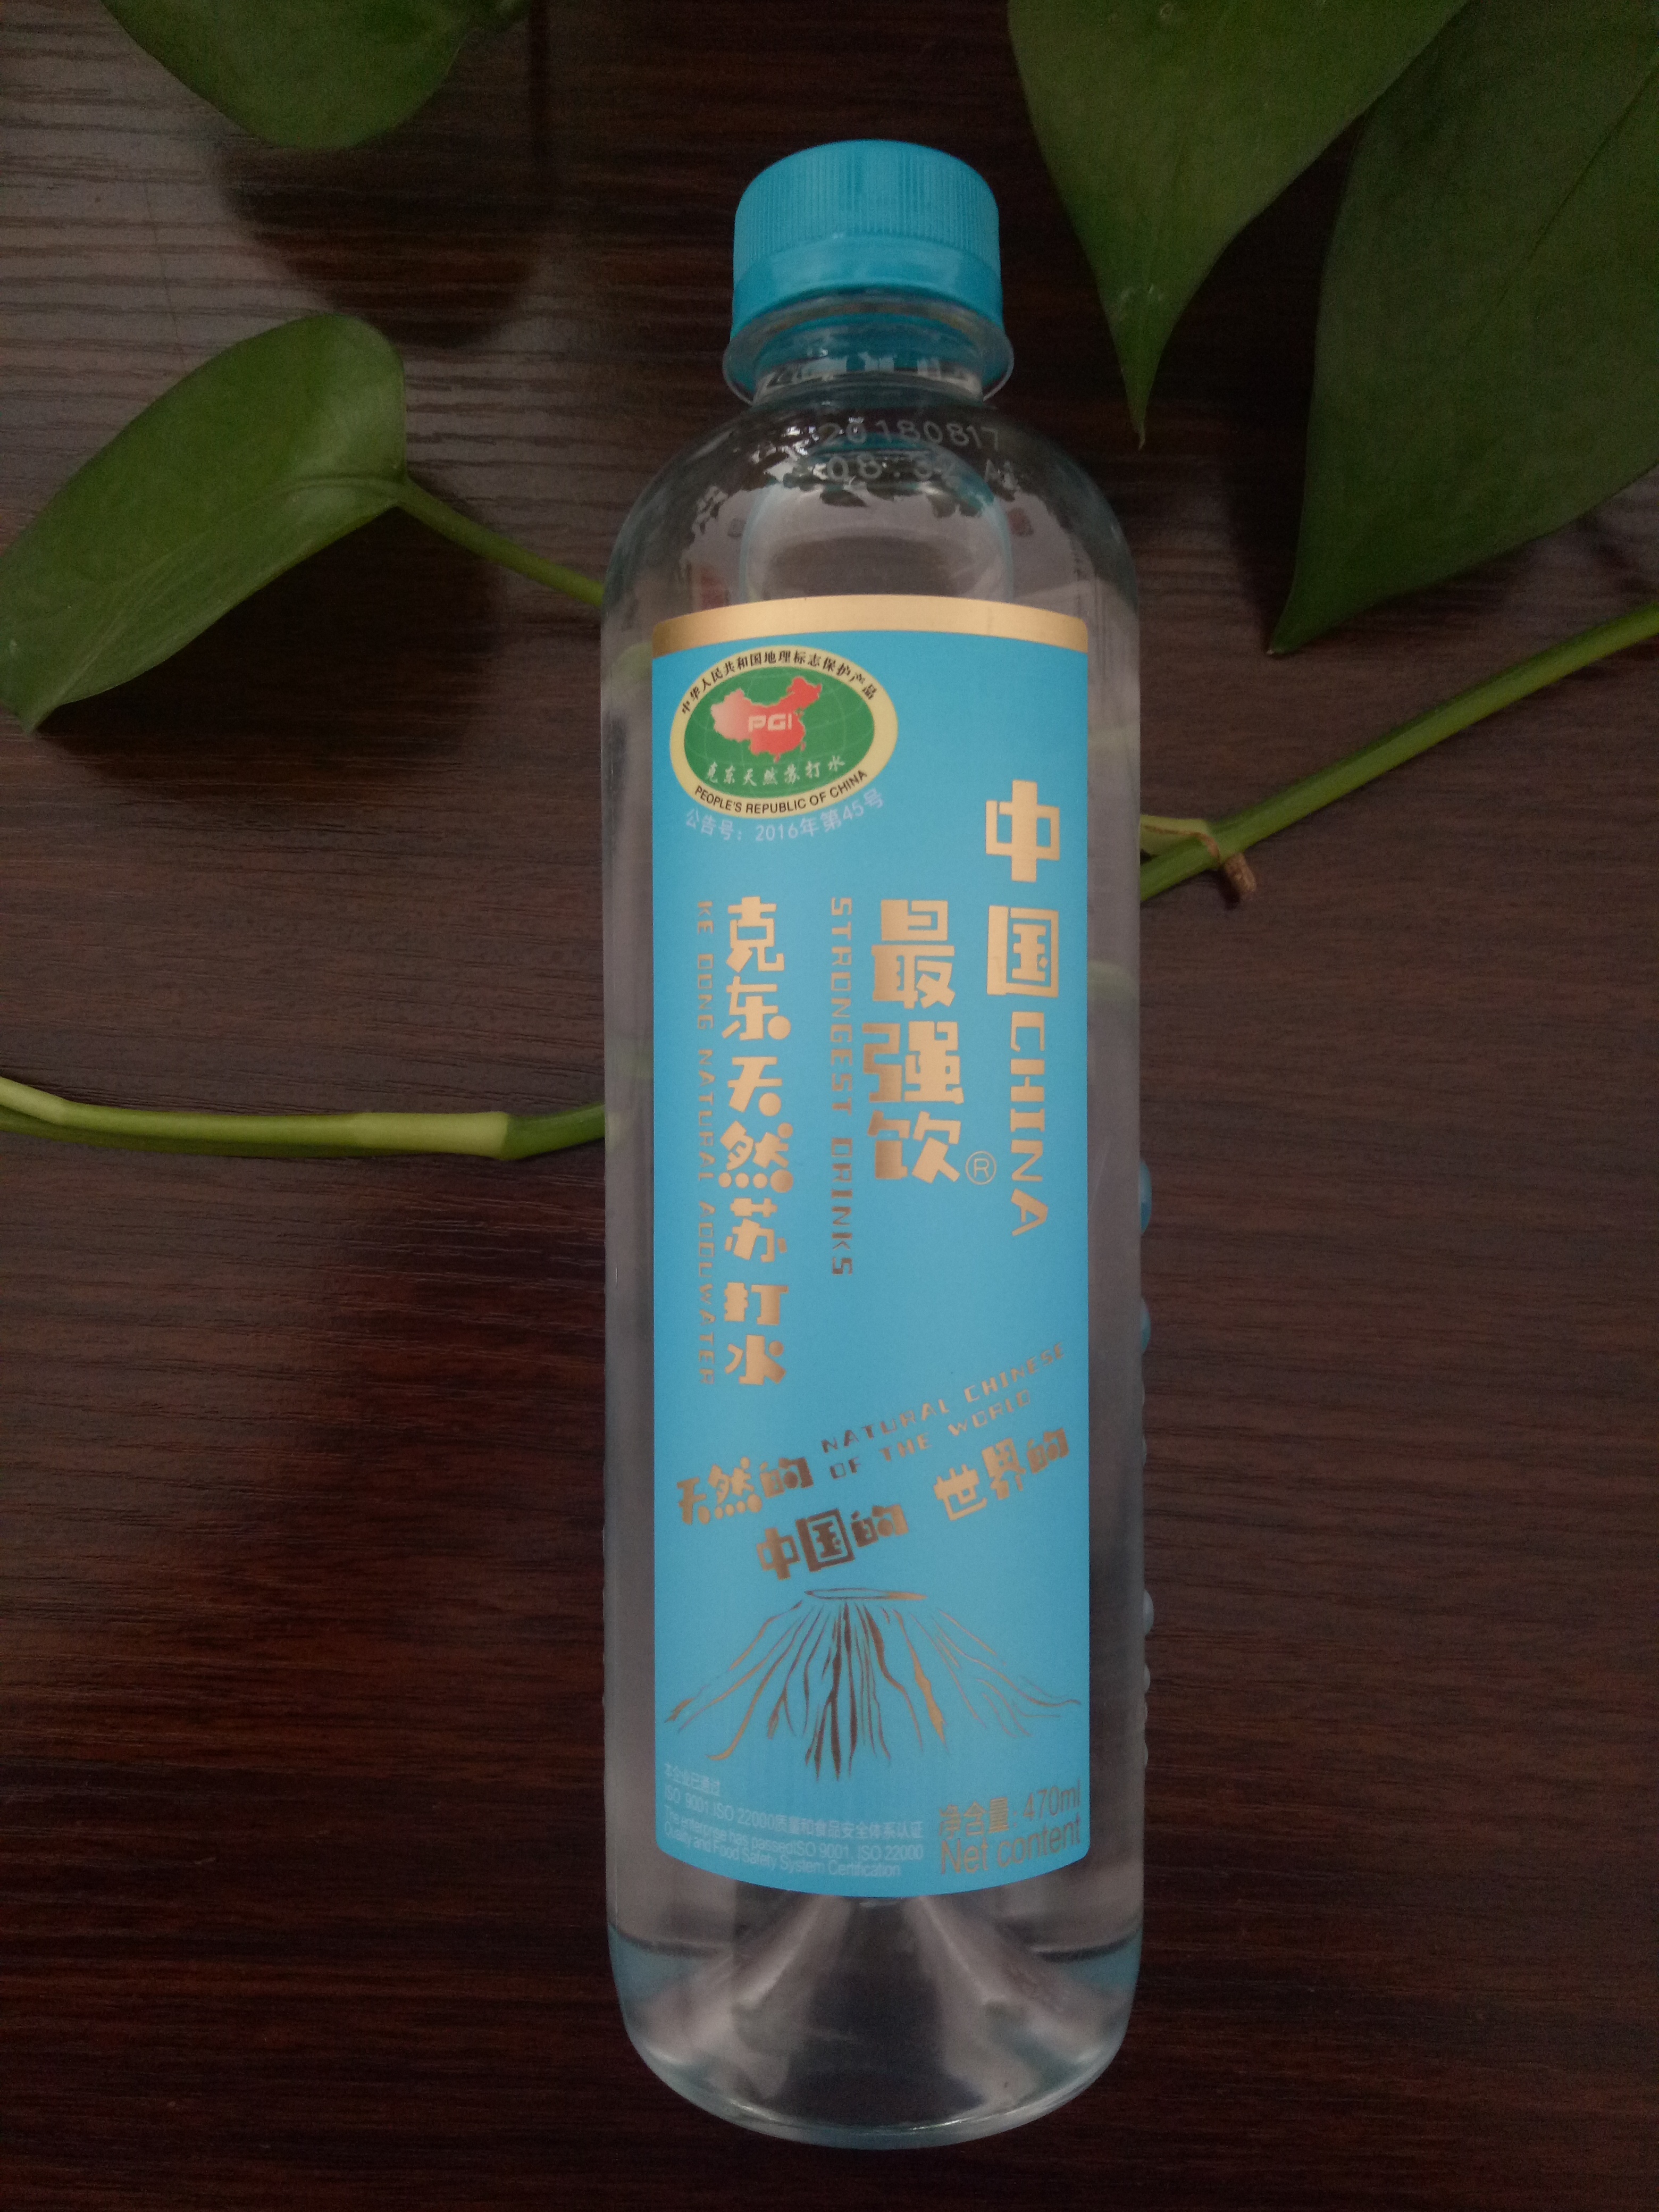 20180817
中华人民共和国地理标志保护产品
PGI
克东天然苏打水
PEOPLE'S REPUBLIC OF CHINA
公告号：2016年第45号
中国CHINA
最强饮®
STRONGEST DRINKS
克东天然苏打水
KE DONG NATURAL
NATURAL CHINESE
OF THE WORLD
天然的
中国的
世界的
本企业已通过
ISO 9001.ISO 22000质量和食品安全体系认证
The enterprise has passedISO 9001. ISO 22000
Quality and Food Safety System Certification
净含量:470ml
Net content